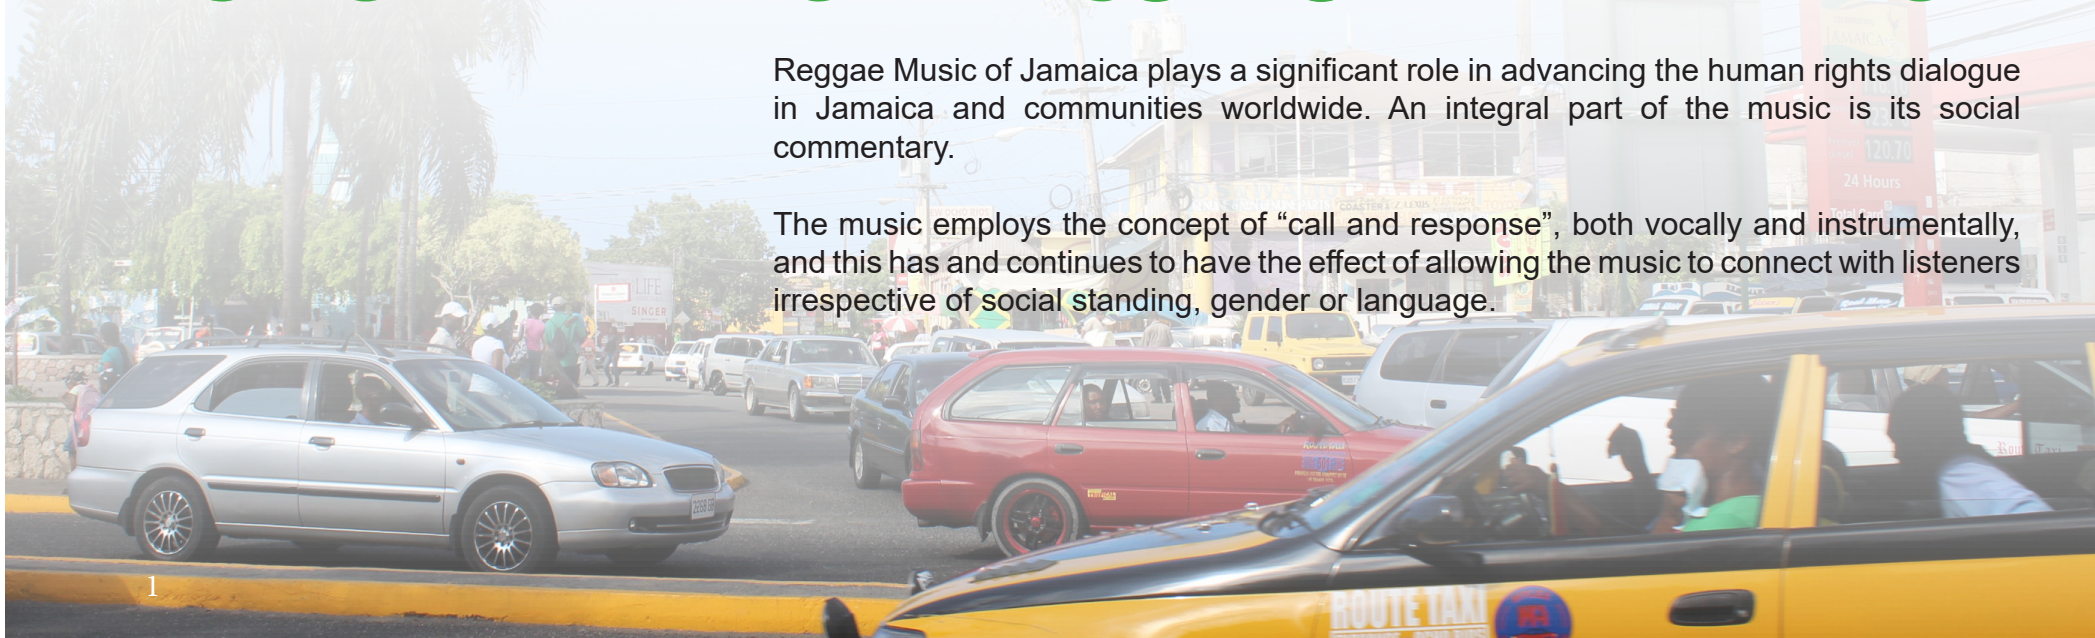 Reggae Music of Jamaica plays a significant role in advancing the human rights dialogue
in Jamaica and communities worldwide. An integral part of the music is its social
commentary.
The music employs the concept of “call and response”, both vocally and instrumentally,
and this has and continues to have the effect of allowing the music to connect with listeners
irrespective of social standing, gender or language.
120.70
24 Hours
LIFE
SINGER
1
ROUTE TAXI